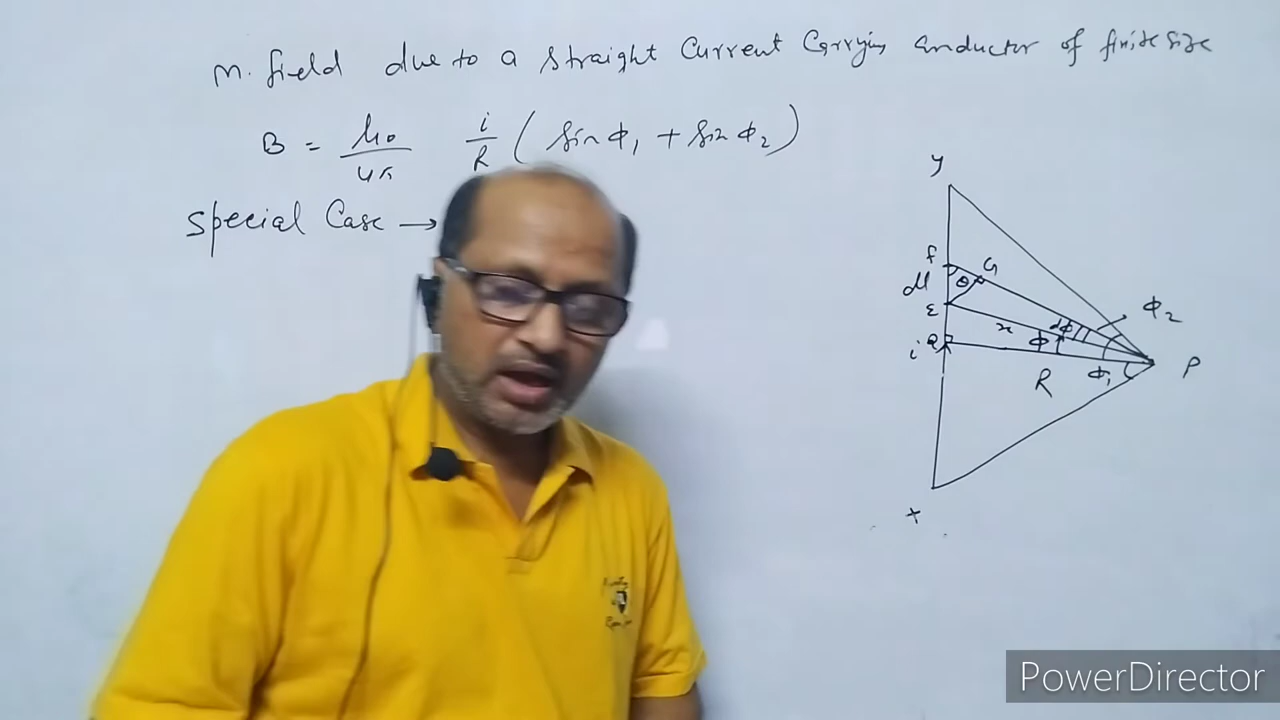 M. field due to a straight current carrying conductor of finite size
B = μ₀/4π i/R (sin φ₁ + sin φ₂)
Special Case →
y
f
G
dl
θ
E
φ₂
dφ
x
φ
i
Q
P
R
φ₁
x
PowerDirector